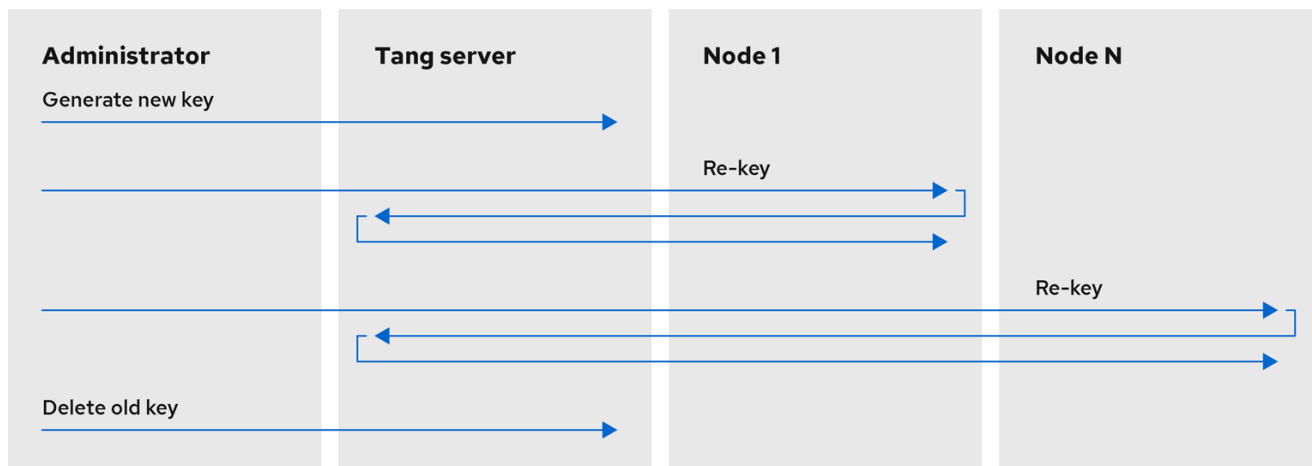 Administrator
Tang server
Node 1
Node N
Generate new key
Re-key
Re-key
Delete old key